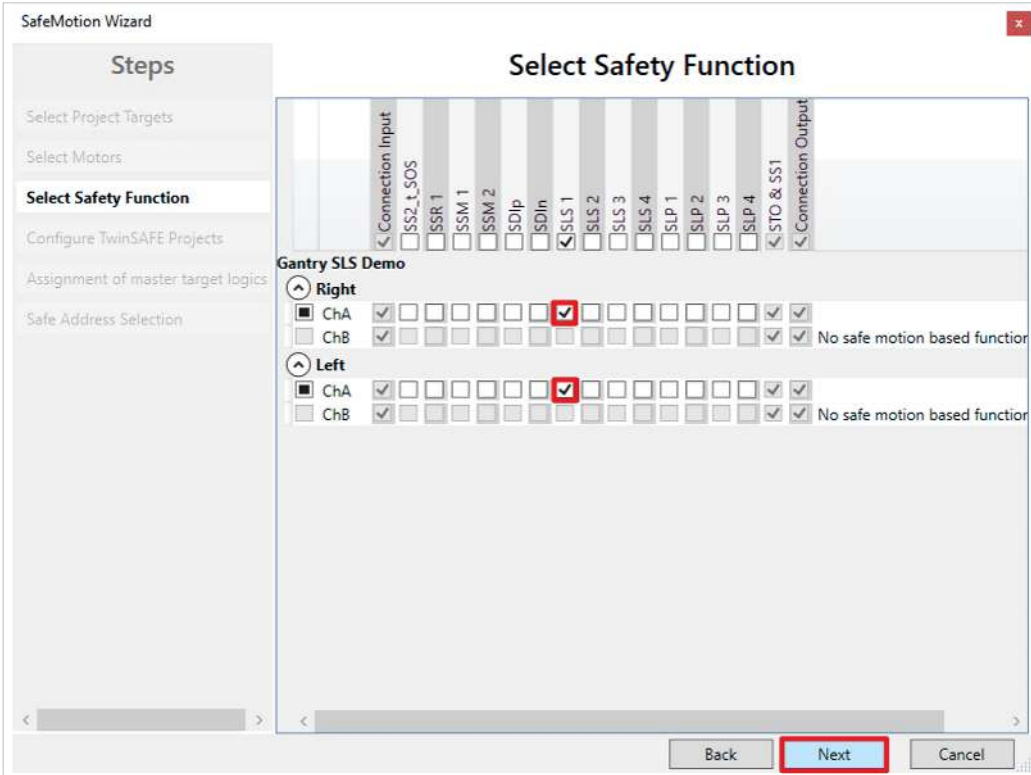 SafeMotion Wizard
x
Steps
Select Project Targets
Select Motors
Select Safety Function
Configure TwinSAFE Projects
Assignment of master target logics
Safe Address Selection
Select Safety Function
Connection Input
SS2_t_SOS
SSR 1
SSM 1
SSM 2
SDIp
SDIn
SLS 1
SLS 2
SLS 3
SLS 4
SLP 1
SLP 2
SLP 3
SLP 4
STO & SS1
Connection Output
Gantry SLS Demo
Right
ChA
ChB No safe motion based function
Left
ChA
ChB No safe motion based function
Back Next Cancel